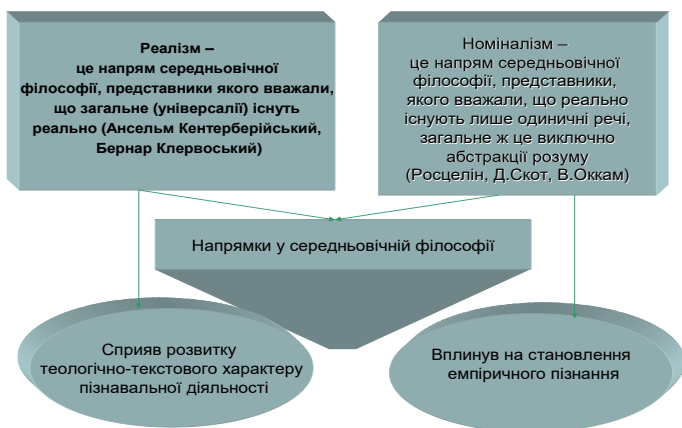 Реалізм –
це напрям середньовічної
філософії, представники якого вважали,
що загальне (універсалії) існуть
реально (Ансельм Кентерберійський,
Бернар Клервоський)
Номіналізм –
це напрям середньовічної
філософії, представники,
якого вважали, що реально
існують лише одиничні речі,
загальне ж це виключно
абстракції розуму
(Росцелін, Д.Скот, В.Оккам)
Напрямки у середньовічній філософії
Сприяв розвитку
теологічно-текстового характеру
пізнавальної діяльності
Вплинув на становлення
емпіричного пізнання